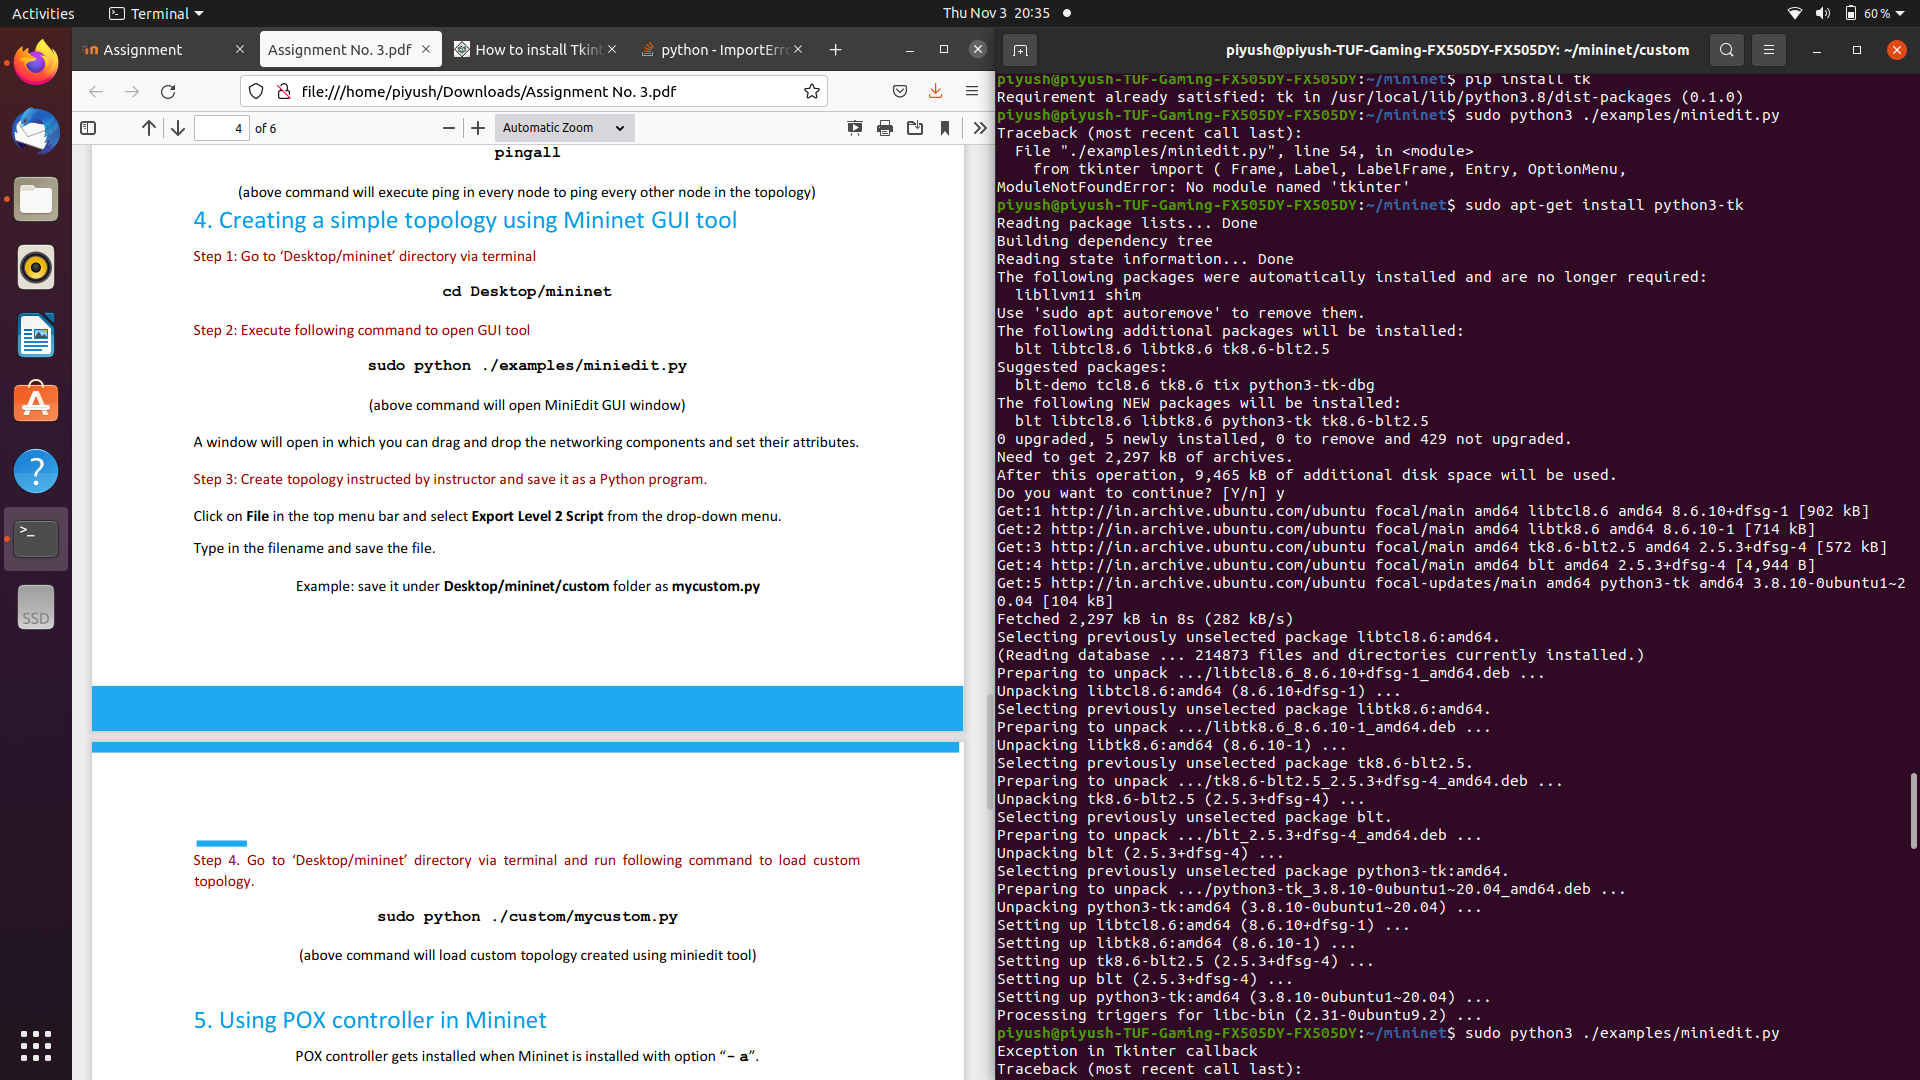 Activities
Terminal
Thu Nov 3 20:35
60 %
Assignment
Assignment No. 3.pdf
How to install Tkint
python - ImportErro
file:///home/piyush/Downloads/Assignment No. 3.pdf
4 of 6
Automatic Zoom
pingall
(above command will execute ping in every node to ping every other node in the topology)
4. Creating a simple topology using Mininet GUI tool
Step 1: Go to ‘Desktop/mininet’ directory via terminal
cd Desktop/mininet
Step 2: Execute following command to open GUI tool
sudo python ./examples/miniedit.py
(above command will open MiniEdit GUI window)
A window will open in which you can drag and drop the networking components and set their attributes.
Step 3: Create topology instructed by instructor and save it as a Python program.
Click on File in the top menu bar and select Export Level 2 Script from the drop-down menu.
Type in the filename and save the file.
Example: save it under Desktop/mininet/custom folder as mycustom.py
Step 4. Go to ‘Desktop/mininet’ directory via terminal and run following command to load custom
topology.
sudo python ./custom/mycustom.py
(above command will load custom topology created using miniedit tool)
5. Using POX controller in Mininet
POX controller gets installed when Mininet is installed with option “– a”.
SSD
piyush@piyush-TUF-Gaming-FX505DY-FX505DY: ~/mininet/custom
piyush@piyush-TUF-Gaming-FX505DY-FX505DY:~/mininet$ pip install tk
Requirement already satisfied: tk in /usr/local/lib/python3.8/dist-packages (0.1.0)
piyush@piyush-TUF-Gaming-FX505DY-FX505DY:~/mininet$ sudo python3 ./examples/miniedit.py
Traceback (most recent call last):
  File "./examples/miniedit.py", line 54, in <module>
    from tkinter import ( Frame, Label, LabelFrame, Entry, OptionMenu,
ModuleNotFoundError: No module named 'tkinter'
piyush@piyush-TUF-Gaming-FX505DY-FX505DY:~/mininet$ sudo apt-get install python3-tk
Reading package lists... Done
Building dependency tree
Reading state information... Done
The following packages were automatically installed and are no longer required:
  libllvm11 shim
Use 'sudo apt autoremove' to remove them.
The following additional packages will be installed:
  blt libtcl8.6 libtk8.6 tk8.6-blt2.5
Suggested packages:
  blt-demo tcl8.6 tk8.6 tix python3-tk-dbg
The following NEW packages will be installed:
  blt libtcl8.6 libtk8.6 python3-tk tk8.6-blt2.5
0 upgraded, 5 newly installed, 0 to remove and 429 not upgraded.
Need to get 2,297 kB of archives.
After this operation, 9,465 kB of additional disk space will be used.
Do you want to continue? [Y/n] y
Get:1 http://in.archive.ubuntu.com/ubuntu focal/main amd64 libtcl8.6 amd64 8.6.10+dfsg-1 [902 kB]
Get:2 http://in.archive.ubuntu.com/ubuntu focal/main amd64 libtk8.6 amd64 8.6.10-1 [714 kB]
Get:3 http://in.archive.ubuntu.com/ubuntu focal/main amd64 tk8.6-blt2.5 amd64 2.5.3+dfsg-4 [572 kB]
Get:4 http://in.archive.ubuntu.com/ubuntu focal/main amd64 blt amd64 2.5.3+dfsg-4 [4,944 B]
Get:5 http://in.archive.ubuntu.com/ubuntu focal-updates/main amd64 python3-tk amd64 3.8.10-0ubuntu1~2
0.04 [104 kB]
Fetched 2,297 kB in 8s (282 kB/s)
Selecting previously unselected package libtcl8.6:amd64.
(Reading database ... 214873 files and directories currently installed.)
Preparing to unpack .../libtcl8.6_8.6.10+dfsg-1_amd64.deb ...
Unpacking libtcl8.6:amd64 (8.6.10+dfsg-1) ...
Selecting previously unselected package libtk8.6:amd64.
Preparing to unpack .../libtk8.6_8.6.10-1_amd64.deb ...
Unpacking libtk8.6:amd64 (8.6.10-1) ...
Selecting previously unselected package tk8.6-blt2.5.
Preparing to unpack .../tk8.6-blt2.5_2.5.3+dfsg-4_amd64.deb ...
Unpacking tk8.6-blt2.5 (2.5.3+dfsg-4) ...
Selecting previously unselected package blt.
Preparing to unpack .../blt_2.5.3+dfsg-4_amd64.deb ...
Unpacking blt (2.5.3+dfsg-4) ...
Selecting previously unselected package python3-tk:amd64.
Preparing to unpack .../python3-tk_3.8.10-0ubuntu1~20.04_amd64.deb ...
Unpacking python3-tk:amd64 (3.8.10-0ubuntu1~20.04) ...
Setting up libtcl8.6:amd64 (8.6.10+dfsg-1) ...
Setting up libtk8.6:amd64 (8.6.10-1) ...
Setting up tk8.6-blt2.5 (2.5.3+dfsg-4) ...
Setting up blt (2.5.3+dfsg-4) ...
Setting up python3-tk:amd64 (3.8.10-0ubuntu1~20.04) ...
Processing triggers for libc-bin (2.31-0ubuntu9.2) ...
piyush@piyush-TUF-Gaming-FX505DY-FX505DY:~/mininet$ sudo python3 ./examples/miniedit.py
Exception in Tkinter callback
Traceback (most recent call last):